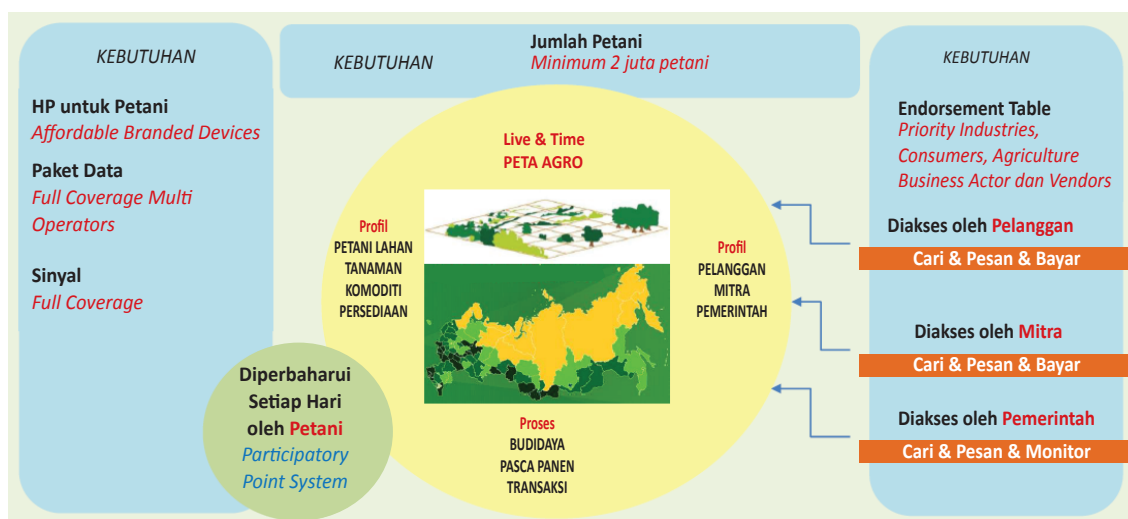 KEBUTUHAN
HP untuk Petani
Affordable Branded Devices
Paket Data
Full Coverage Multi
Operators
Sinyal
Full Coverage
KEBUTUHAN
Jumlah Petani
Minimum 2 juta petani
Live & Time
PETA AGRO
Profil
PETANI LAHAN
TANAMAN
KOMODITI
PERSEDIAAN
Profil
PELANGGAN
MITRA
PEMERINTAH
Proses
BUDIDAYA
PASCA PANEN
TRANSAKSI
Diperbaharui
Setiap Hari
oleh Petani
Participatory
Point System
KEBUTUHAN
Endorsement Table
Priority Industries,
Consumers, Agriculture
Business Actor dan Vendors
Diakses oleh Pelanggan
Cari & Pesan & Bayar
Diakses oleh Mitra
Cari & Pesan & Bayar
Diakses oleh Pemerintah
Cari & Pesan & Monitor